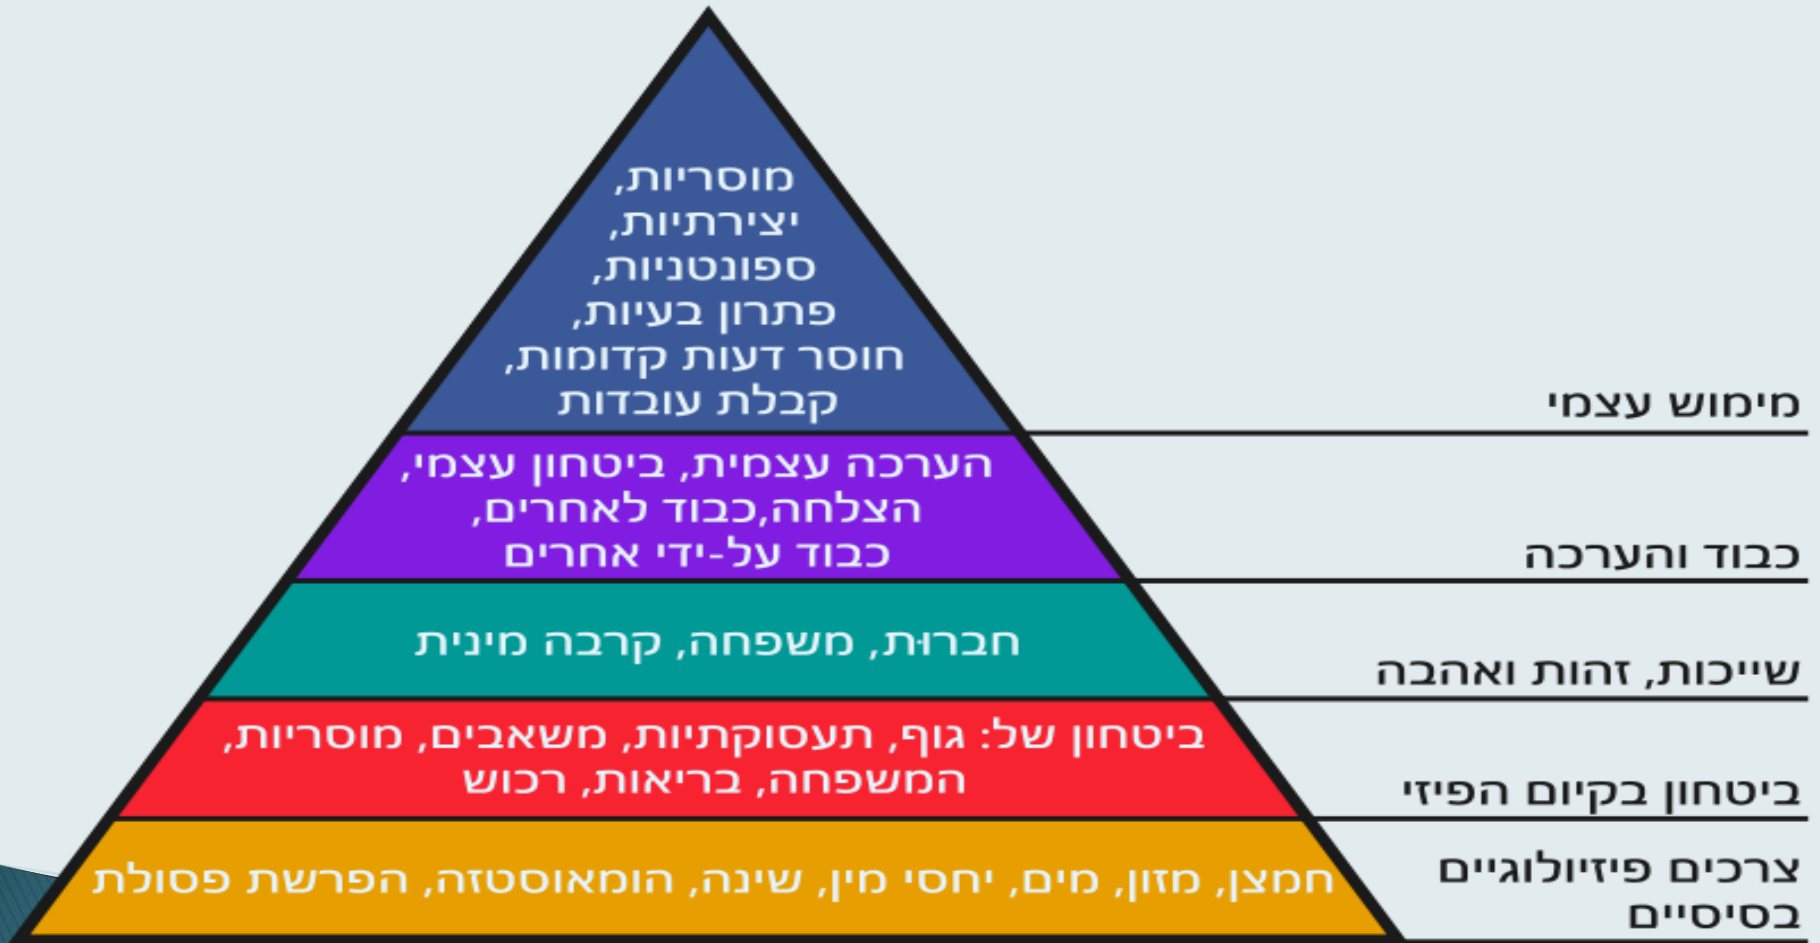 מוסריות,
יצירתיות,
ספונטניות,
פתרון בעיות,
חוסר דעות קדומות,
קבלת עובדות
מימוש עצמי
הערכה עצמית, ביטחון עצמי,
הצלחה,כבוד לאחרים,
כבוד על-ידי אחרים
כבוד והערכה
חברוּת, משפחה, קרבה מינית
שייכות, זהות ואהבה
ביטחון של: גוף, תעסוקתיות, משאבים, מוסריות,
המשפחה, בריאות, רכוש
ביטחון בקיום הפיזי
חמצן, מזון, מים, יחסי מין, שינה, הומאוסטזה, הפרשת פסולת
צרכים פיזיולוגיים
בסיסיים